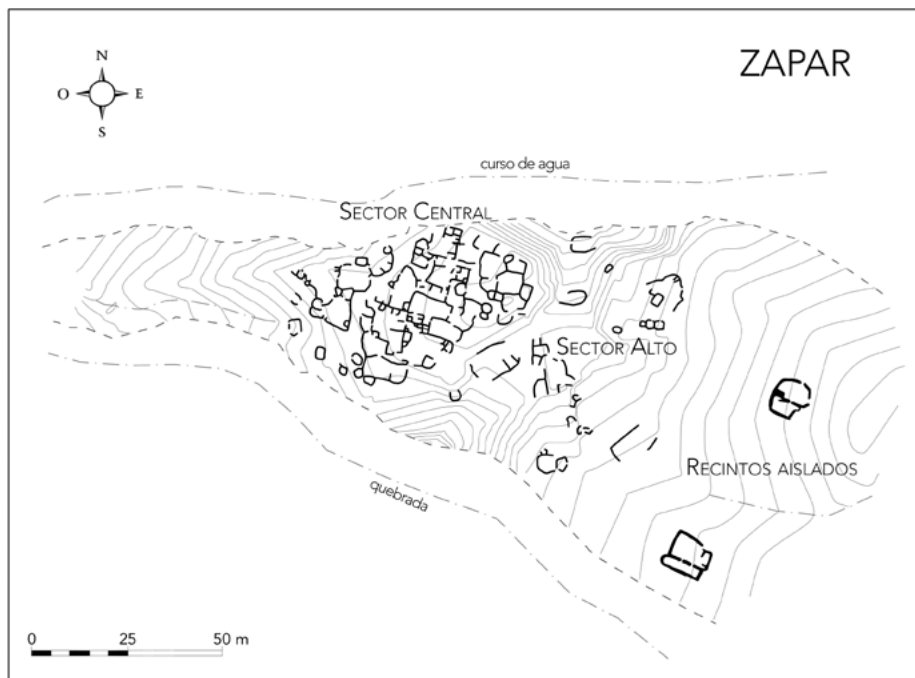 ZAPAR
N
O E
S
curso de agua
SECTOR CENTRAL
SECTOR ALTO
RECINTOS AISLADOS
quebrada
0 25 50 m